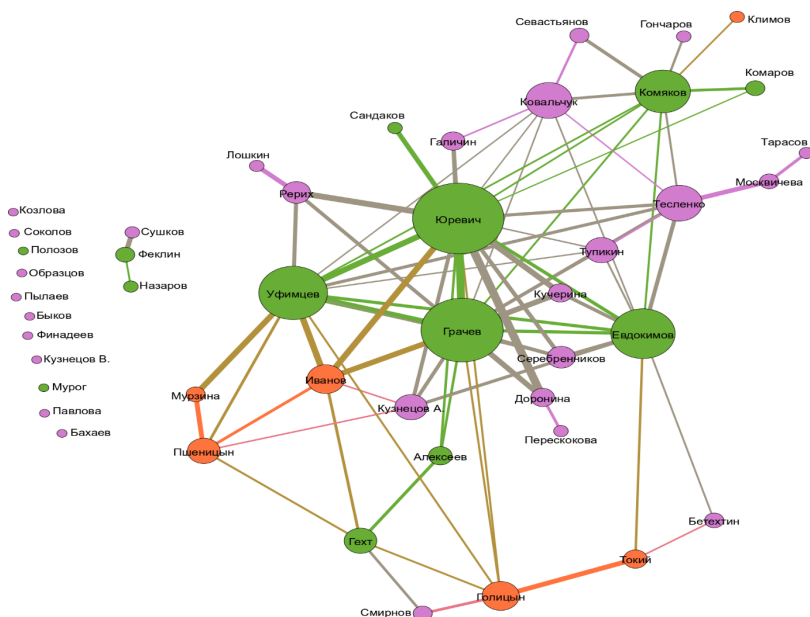 Климов
Севастьянов
Гончаров
Комаров
Комяков
Ковальчук
Сандаков
Галичин
Тарасов
Лошкин
Москвичева
Рерих
Тесленко
Козлова
Юревич
Соколов
Сушков
Полозов
Феклин
Тупикин
Образцов
Назаров
Уфимцев
Кучерина
Пылаев
Быков
Грачев
Евдокимов
Финадеев
Кузнецов В.
Серебренников
Иванов
Мурог
Мурзина
Доронина
Павлова
Кузнецов А.
Бахаев
Перескокова
Пшеницын
Алексеев
Бетехтин
Гехт
Токий
Голицын
Смирнов